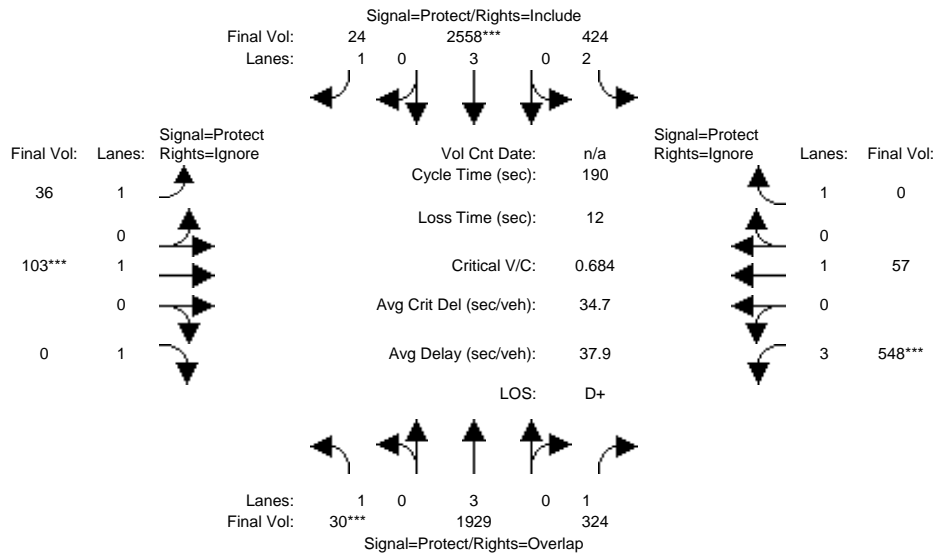 Signal=Protect/Rights=Include
Final Vol: 24 2558*** 424
Lanes: 1 0 3 0 2
Signal=Protect Signal=Protect
Final Vol: Lanes: Rights=Ignore Vol Cnt Date: n/a Rights=Ignore Lanes: Final Vol:
Cycle Time (sec): 190
36 1 1 0
Loss Time (sec): 12
0 0
103*** 1 Critical V/C: 0.684 1 57
0 Avg Crit Del (sec/veh): 34.7 0
0 1 Avg Delay (sec/veh): 37.9 3 548***
LOS: D+
Lanes: 1 0 3 0 1
Final Vol: 30*** 1929 324
Signal=Protect/Rights=Overlap